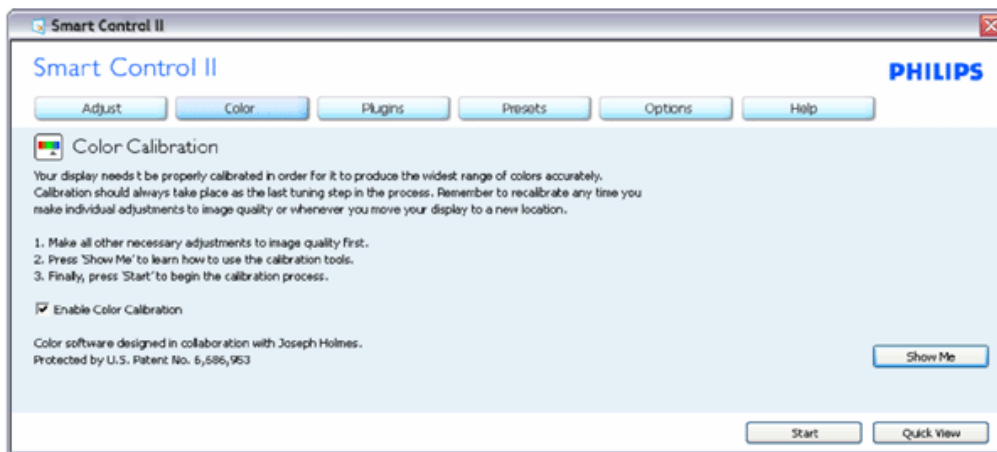 Smart Control II
Smart Control II
PHILIPS
Adjust Color Plugins Presets Options Help
Color Calibration
Your display needs t be properly calibrated in order for it to produce the widest range of colors accurately.
Calibration should always take place as the last tuning step in the process. Remember to recalibrate any time you
make individual adjustments to image quality or whenever you move your display to a new location.
1. Make all other necessary adjustments to image quality first.
2. Press 'Show Me' to learn how to use the calibration tools.
3. Finally, press 'Start' to begin the calibration process.
Enable Color Calibration
Color software designed in collaboration with Joseph Holmes.
Protected by U.S. Patent No. 6,686,953
Show Me
Start Quick View